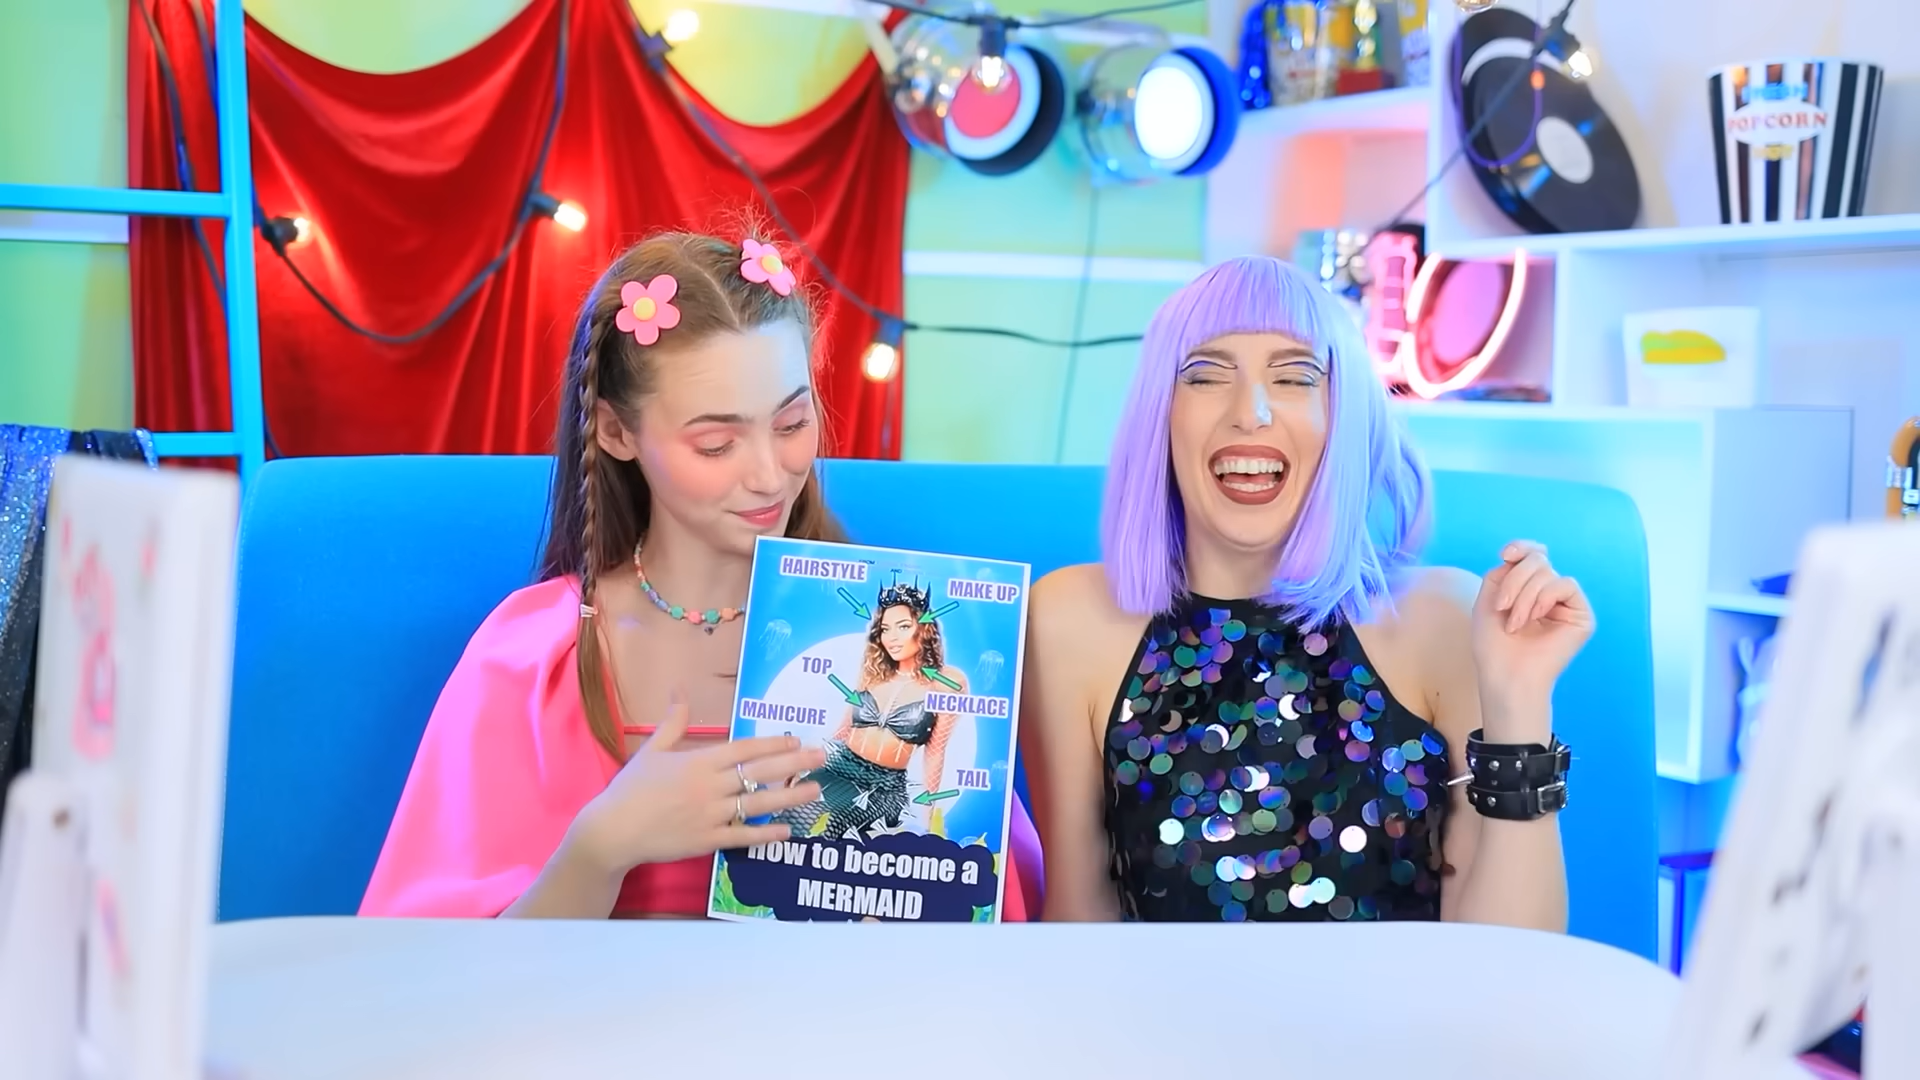 POPCORN
HAIRSTYLE
MAKE UP
TOP
NECKLACE
MANICURE
TAIL
How to become a
MERMAID